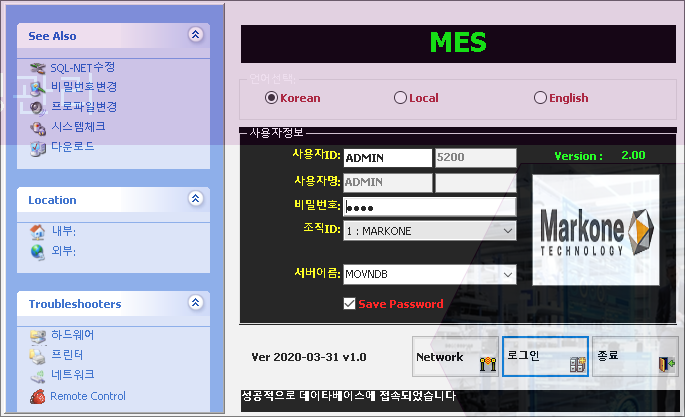 See Also
SQL-NET수정
비밀번호변경
프로파일변경
시스템체크
다운로드
Location
내부:
외부:
Troubleshooters
하드웨어
프린터
네트워크
Remote Control
MES
언어선택
Korean
Local
English
사용자정보
사용자ID:
ADMIN
5200
Version :
2.00
사용자명:
ADMIN
비밀번호:
●●●●
조직ID:
1 : MARKONE
Markone
TECHNOLOGY
서버이름:
MOVNDB
Save Password
Ver 2020-03-31 v1.0
Network
로그인
종료
성공적으로 데이타베이스에 접속되었습니다